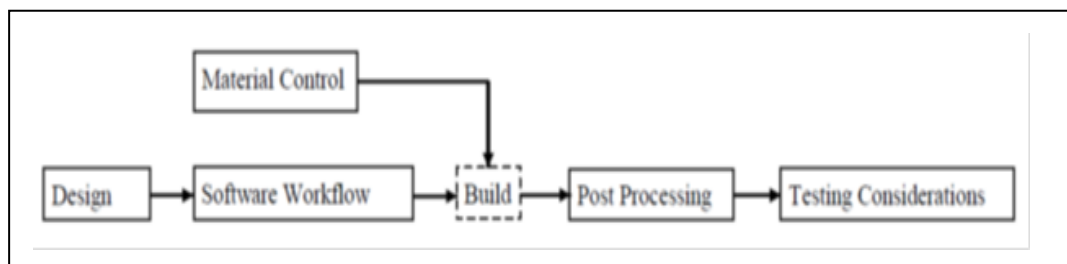 Material Control
Design
Software Workflow
Build
Post Processing
Testing Considerations